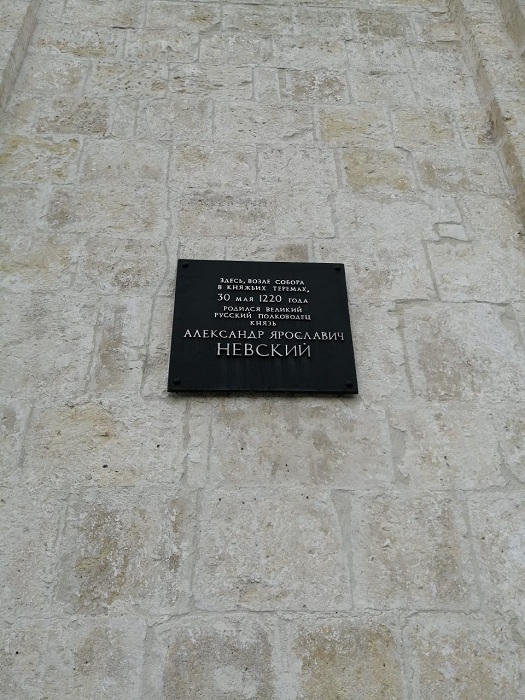 ЗДЕСЬ, ВОЗЛЕ СОБОРА
В КНЯЖЬИХ ТЕРЕМАХ,
30 МАЯ 1220 ГОДА
РОДИЛСЯ ВЕЛИКИЙ
РУССКИЙ ПОЛКОВОДЕЦ
КНЯЗЬ
АЛЕКСАНДР ЯРОСЛАВИЧ
НЕВСКИЙ